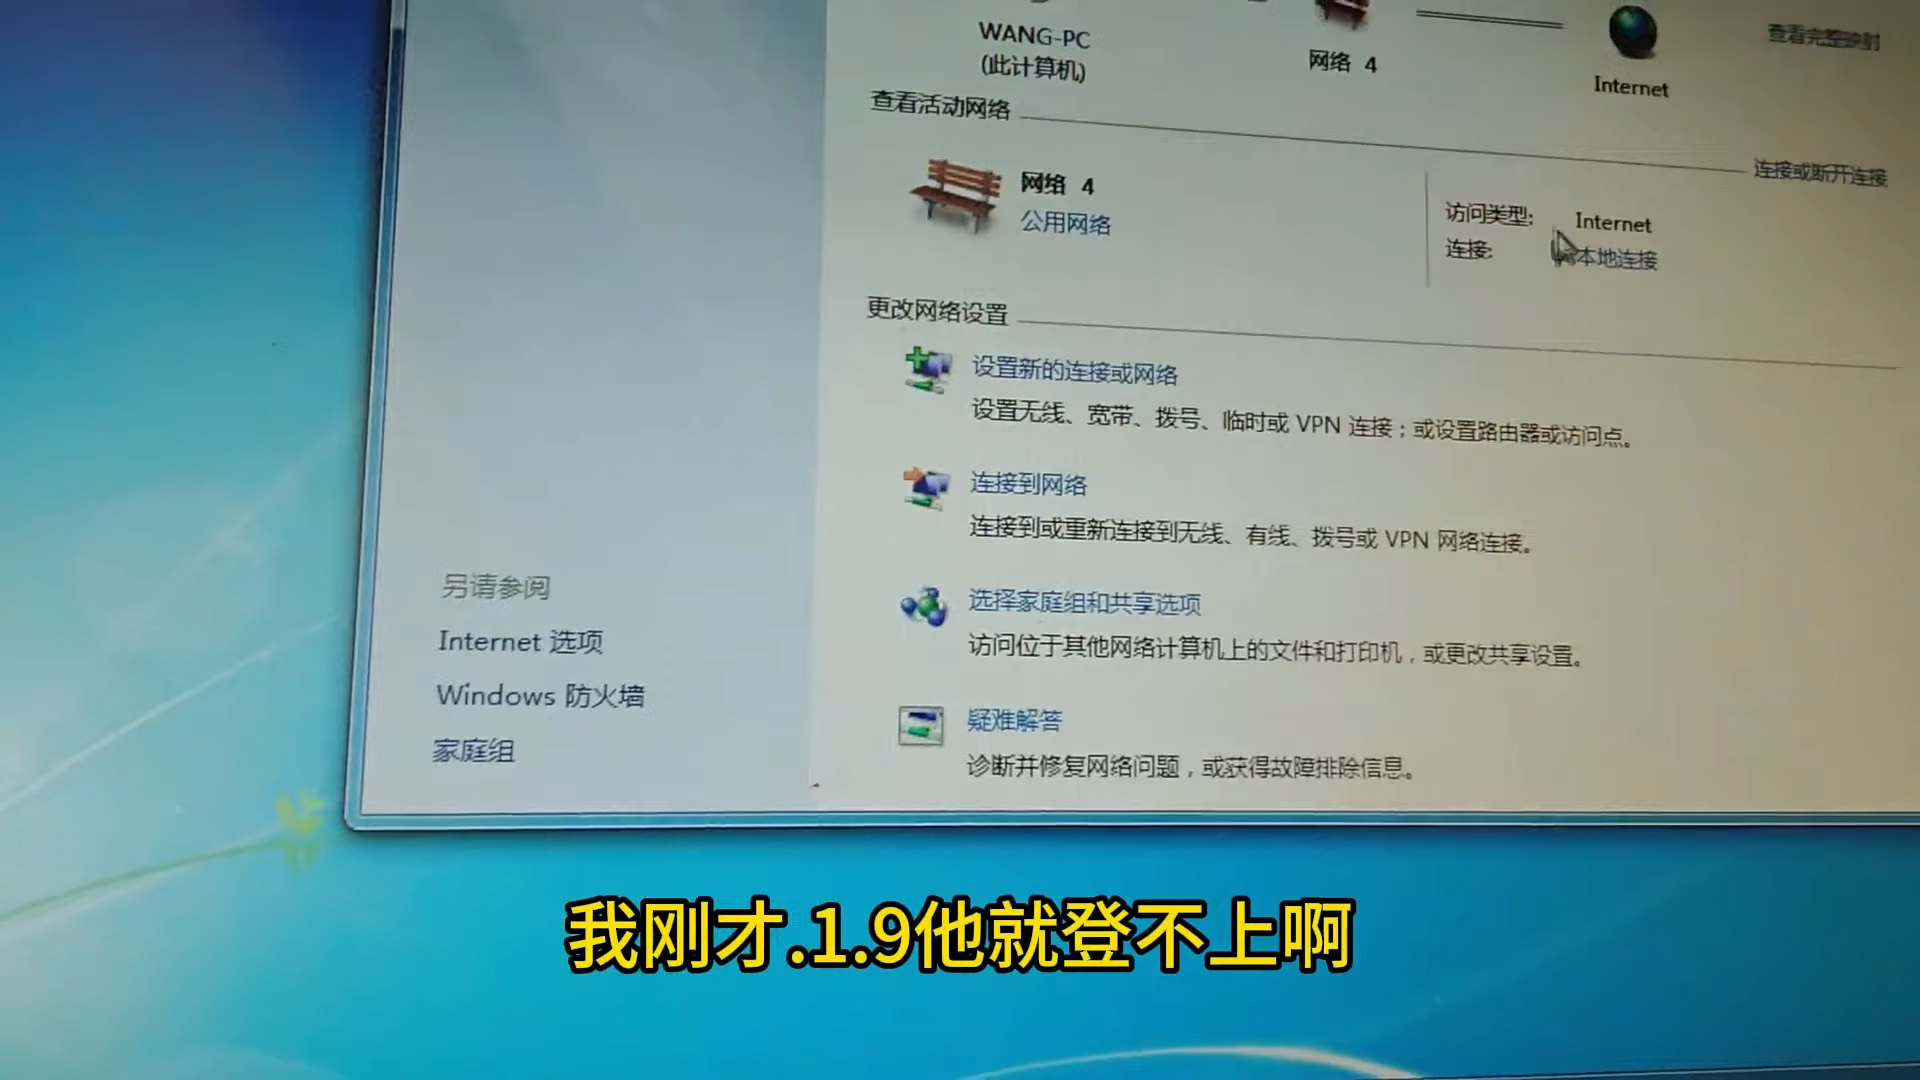 WANG-PC
(此计算机)
网络 4
Internet
查看完整映射
查看活动网络
连接或断开连接
网络 4
公用网络
访问类型: Internet
连接: 本地连接
更改网络设置
设置新的连接或网络
设置无线、宽带、拨号、临时或 VPN 连接；或设置路由器或访问点。
连接到网络
连接到或重新连接到无线、有线、拨号或 VPN 网络连接。
选择家庭组和共享选项
访问位于其他网络计算机上的文件和打印机，或更改共享设置。
疑难解答
诊断并修复网络问题，或获得故障排除信息。
另请参阅
Internet 选项
Windows 防火墙
家庭组
我刚才.1.9他就登不上啊